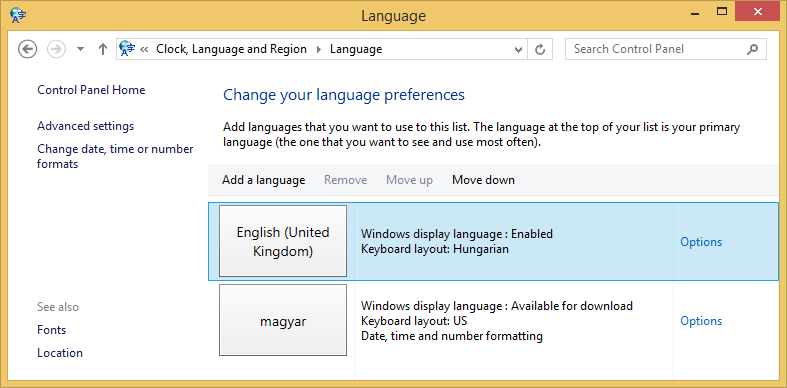 Language
Clock, Language and Region
Language
Search Control Panel
Control Panel Home
Advanced settings
Change date, time or number
formats
See also
Fonts
Location
Change your language preferences
Add languages that you want to use to this list. The language at the top of your list is your primary
language (the one that you want to see and use most often).
Add a language Remove Move up Move down
English (United
Kingdom)
Windows display language : Enabled
Keyboard layout: Hungarian
Options
magyar
Windows display language : Available for download
Keyboard layout: US
Date, time and number formatting
Options